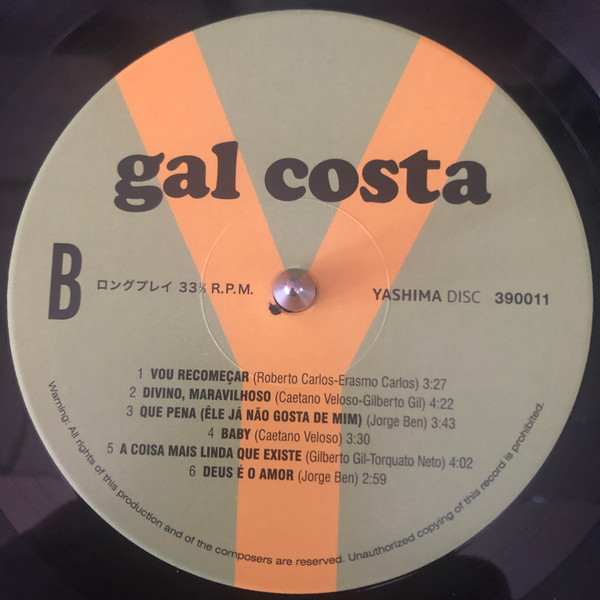 gal costa
B
ロングプレイ 33⅓ R.P.M.
YASHIMA DISC 390011
1 VOU RECOMEÇAR (Roberto Carlos-Erasmo Carlos) 3:27
2 DIVINO, MARAVILHOSO (Caetano Veloso-Gilberto Gil) 4:22
3 QUE PENA (ÊLE JÁ NÃO GOSTA DE MIM) (Jorge Ben) 3:43
4 BABY (Caetano Veloso) 3:30
5 A COISA MAIS LINDA QUE EXISTE (Gilberto Gil-Torquato Neto) 4:02
6 DEUS É O AMOR (Jorge Ben) 2:59
Warning: All rights of this production and of the composers are reserved. Unauthorized copying of this record is prohibited.